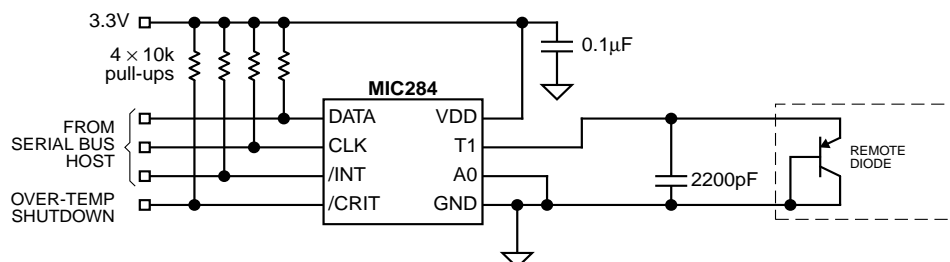 3.3V
4 × 10k
pull-ups
0.1µF
MIC284
FROM
SERIAL BUS
HOST
OVER-TEMP
SHUTDOWN
DATA
CLK
/INT
/CRIT
VDD
T1
A0
GND
2200pF
REMOTE
DIODE